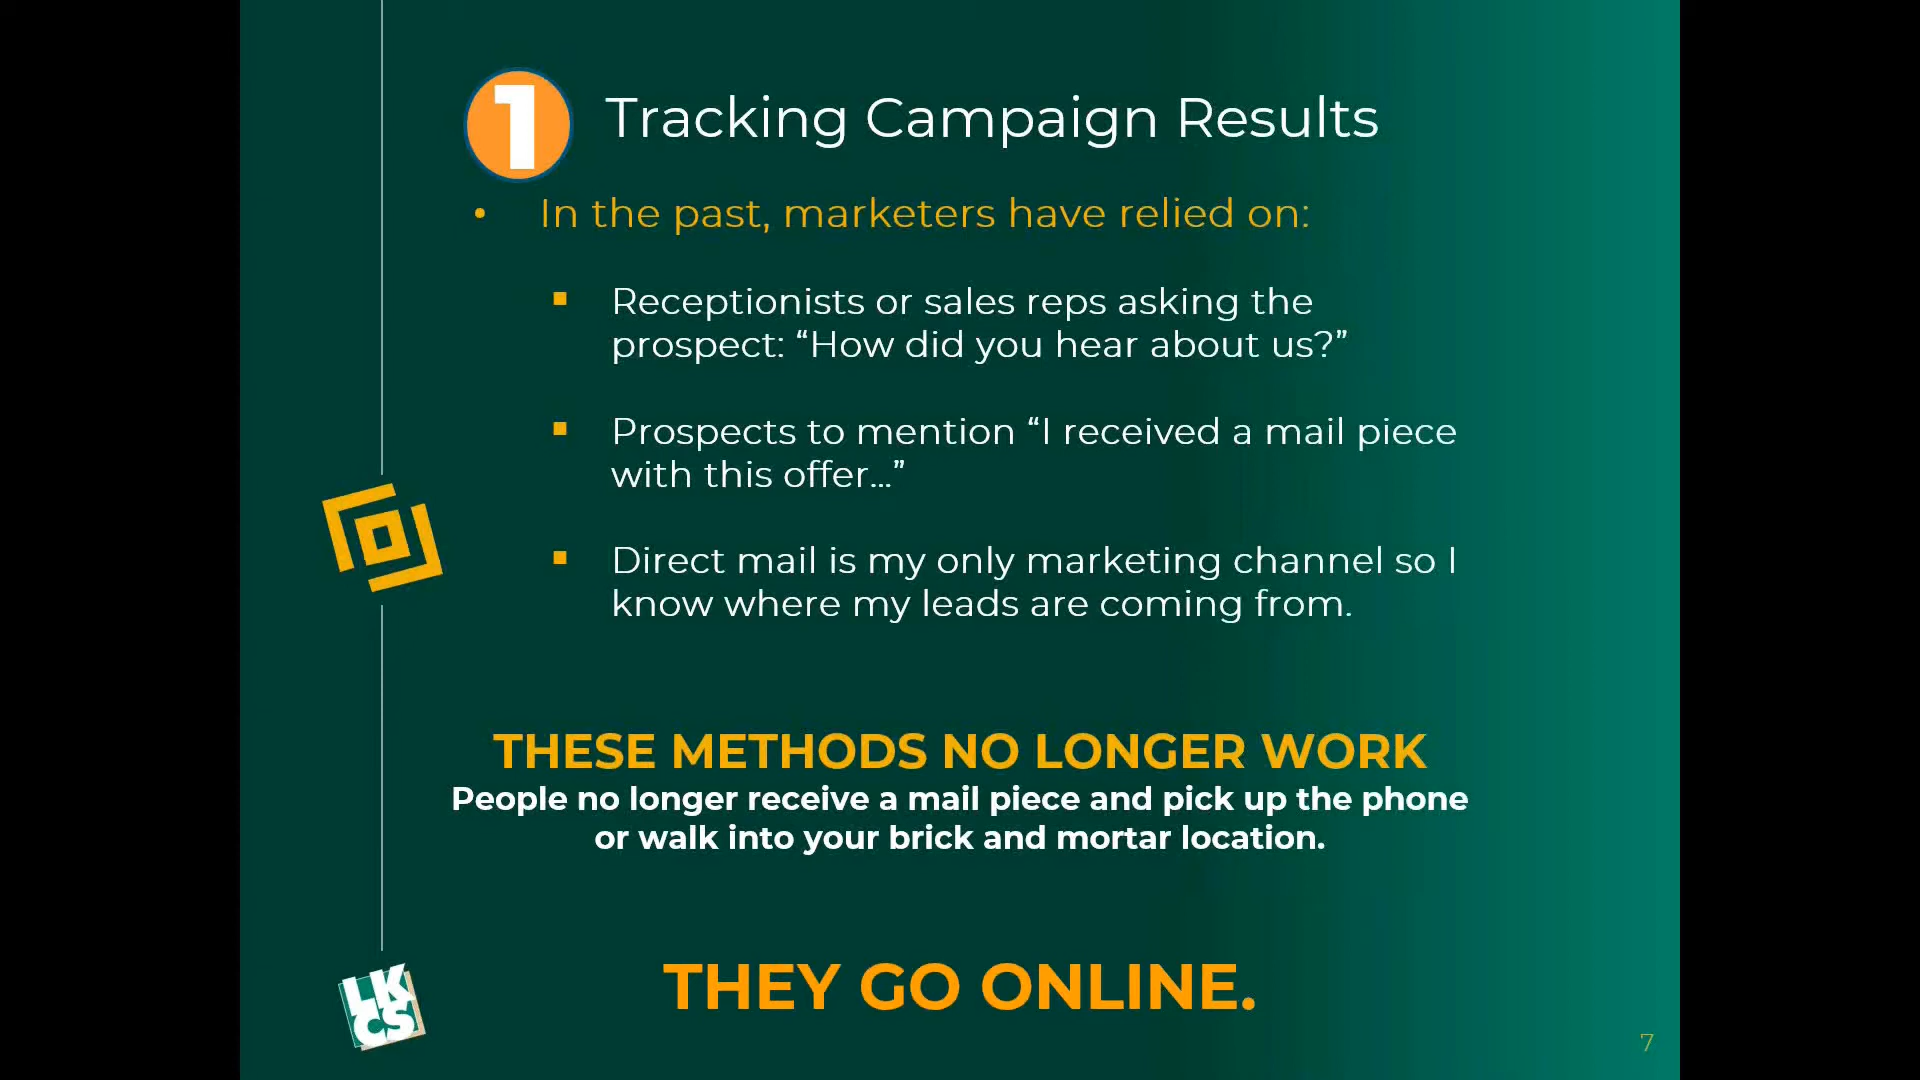 1
Tracking Campaign Results
• In the past, marketers have relied on:
▪ Receptionists or sales reps asking the
prospect: “How did you hear about us?”
▪ Prospects to mention “I received a mail piece
with this offer...”
▪ Direct mail is my only marketing channel so I
know where my leads are coming from.
THESE METHODS NO LONGER WORK
People no longer receive a mail piece and pick up the phone
or walk into your brick and mortar location.
THEY GO ONLINE.
LK
CS
7